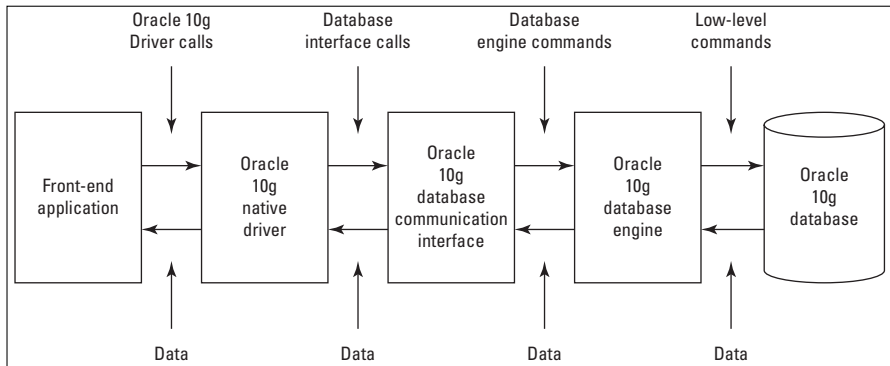 Oracle 10g
Driver calls
Database
interface calls
Database
engine commands
Low-level
commands
Front-end
application
Oracle
10g
native
driver
Oracle
10g
database
communication
interface
Oracle
10g
database
engine
Oracle
10g
database
Data
Data
Data
Data